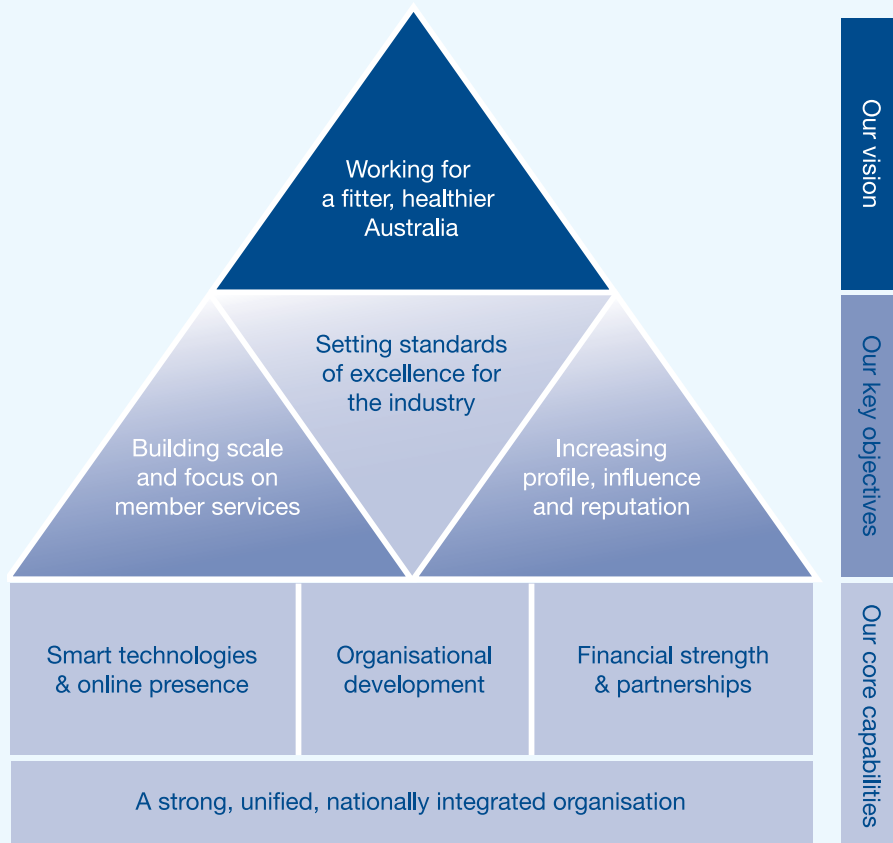 Working for
a fitter, healthier
Australia
Our vision
Setting standards
of excellence for
the industry
Building scale
and focus on
member services
Increasing
profile, influence
and reputation
Our key objectives
Smart technologies
& online presence
Organisational
development
Financial strength
& partnerships
A strong, unified, nationally integrated organisation
Our core capabilities